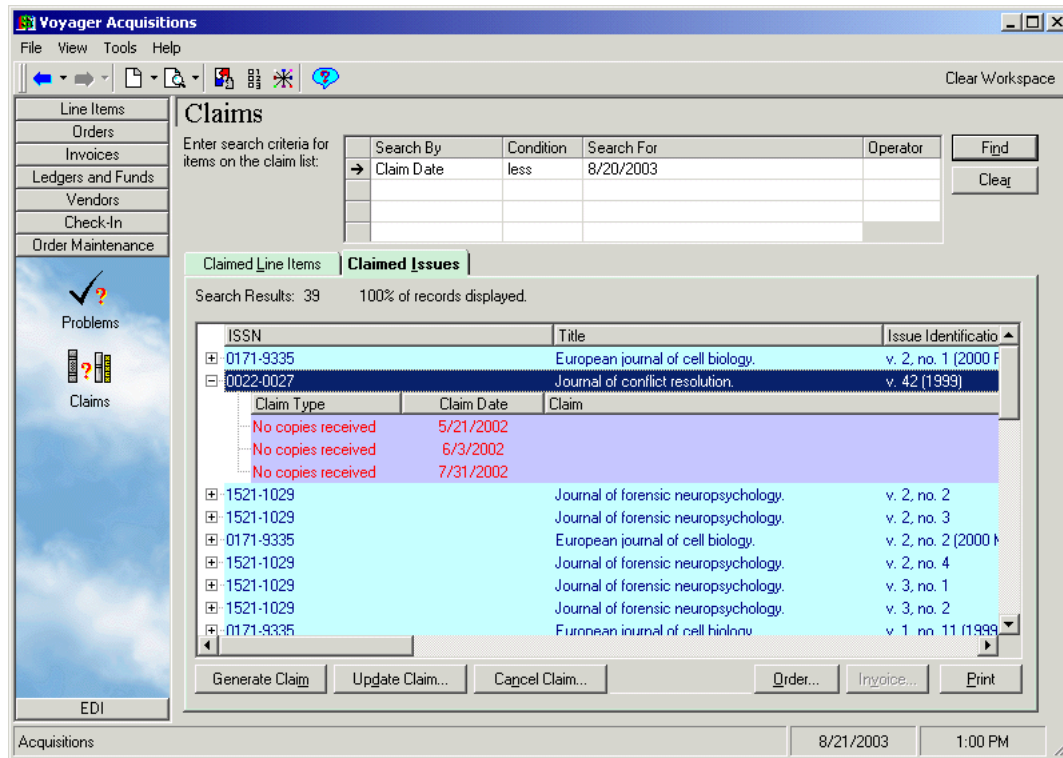 Voyager Acquisitions
File View Tools Help
Clear Workspace
Line Items
Orders
Invoices
Ledgers and Funds
Vendors
Check-In
Order Maintenance
Problems
Claims
EDI
Claims
Enter search criteria for
items on the claim list:
Search By Condition Search For Operator
Claim Date less 8/20/2003
Find
Clear
Claimed Line Items Claimed Issues
Search Results: 39 100% of records displayed.
ISSN Title Issue Identificatio
0171-9335 European journal of cell biology. v. 2, no. 1 (2000 F
0022-0027 Journal of conflict resolution. v. 42 (1999)
Claim Type Claim Date Claim
No copies received 5/21/2002
No copies received 6/3/2002
No copies received 7/31/2002
1521-1029 Journal of forensic neuropsychology. v. 2, no. 2
1521-1029 Journal of forensic neuropsychology. v. 2, no. 3
0171-9335 European journal of cell biology. v. 2, no. 2 (2000 M
1521-1029 Journal of forensic neuropsychology. v. 2, no. 4
1521-1029 Journal of forensic neuropsychology. v. 3, no. 1
1521-1029 Journal of forensic neuropsychology. v. 3, no. 2
0171-9335 European journal of cell biology. v. 1, no. 11 (1999
Generate Claim Update Claim... Cancel Claim... Order... Invoice... Print
Acquisitions 8/21/2003 1:00 PM